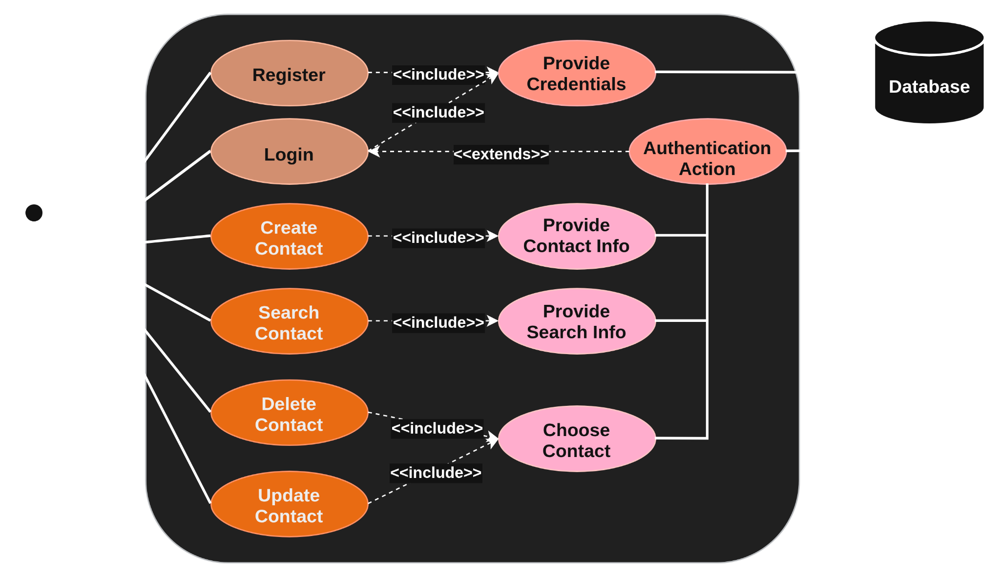 Register
<<include>>
Provide
Credentials
Database
<<include>>
Login
<<extends>>
Authentication
Action
Create
Contact
<<include>>
Provide
Contact Info
Search
Contact
<<include>>
Provide
Search Info
Delete
Contact
<<include>>
Choose
Contact
<<include>>
Update
Contact